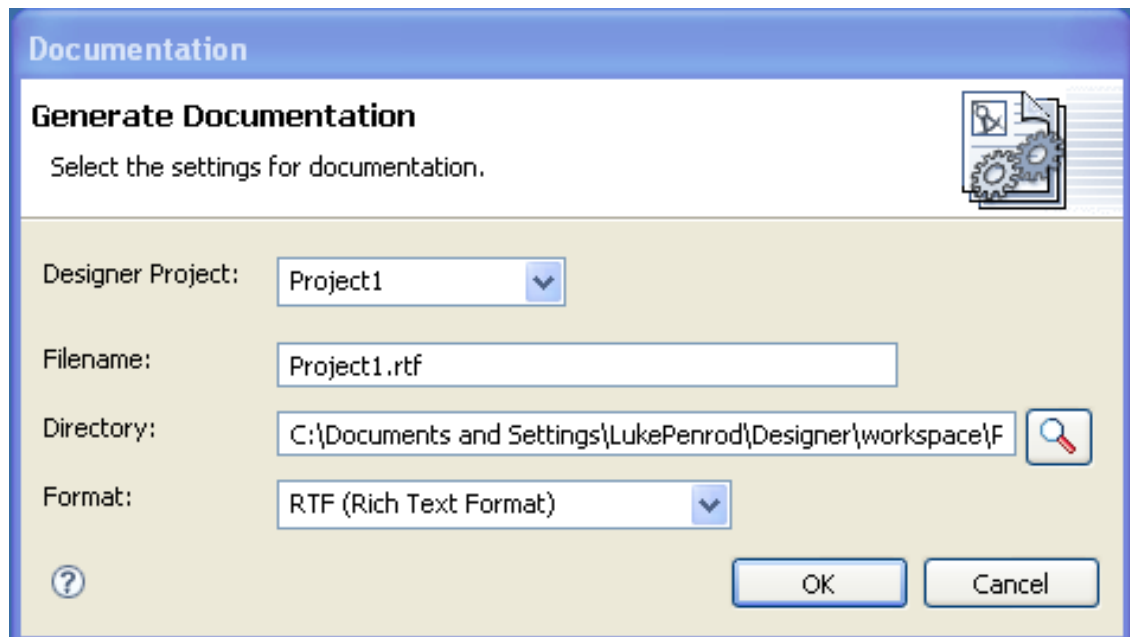 Documentation
Generate Documentation
Select the settings for documentation.
Designer Project: Project1
Filename: Project1.rtf
Directory: C:\Documents and Settings\LukePenrod\Designer\workspace\F
Format: RTF (Rich Text Format)
? OK Cancel